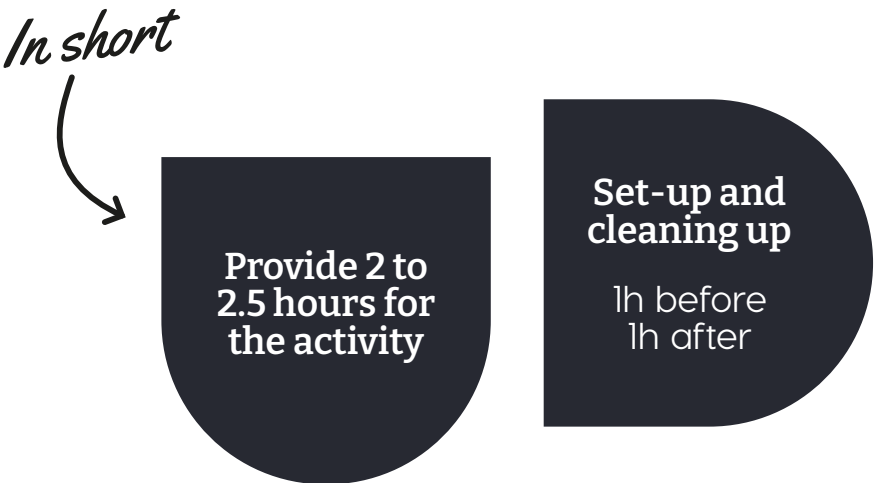 In short
Provide 2 to
2.5 hours for
the activity
Set-up and
cleaning up
1h before
1h after